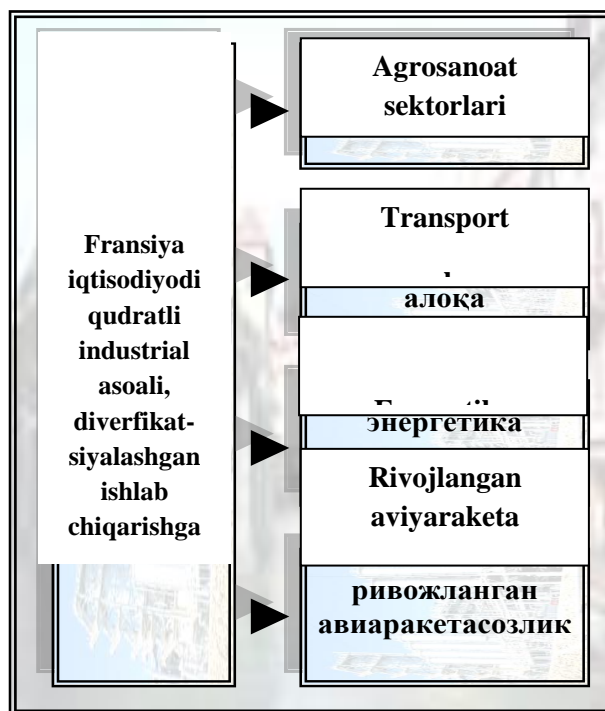 Fransiya
iqtisodiyodi
qudratli
industrial
asoali,
diverfikat-
siyalashgan
ishlab
chiqarishga
Agrosanoat
sektorlari
Transport
алоқа
энергетика
Rivojlangan
aviyaraketa
ривожланган
авиаракетасозлик